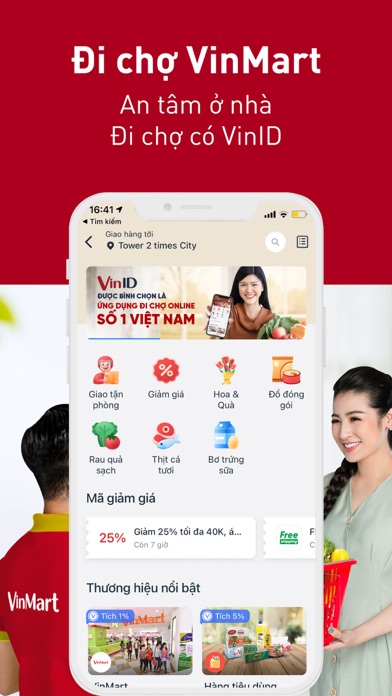 Đi chợ VinMart
An tâm ở nhà
Đi chợ có VinID
16:41
Tìm kiếm
Giao hàng tới
Tower 2 times City
VinID
ĐƯỢC BÌNH CHỌN LÀ
ỨNG DỤNG ĐI CHỢ ONLINE
SỐ 1 VIỆT NAM
Giao tận phòng
Giảm giá
Hoa & Quà
Đồ đóng gói
Rau quả sạch
Thịt cá tươi
Bơ trứng sữa
Mã giảm giá
25%
Giảm 25% tối đa 40K, á...
Còn 7 giờ
Free
shipping
F
Thương hiệu nổi bật
Tích 1%
Tích 5%
VinMart
Hàng tiêu dùng
VinMart